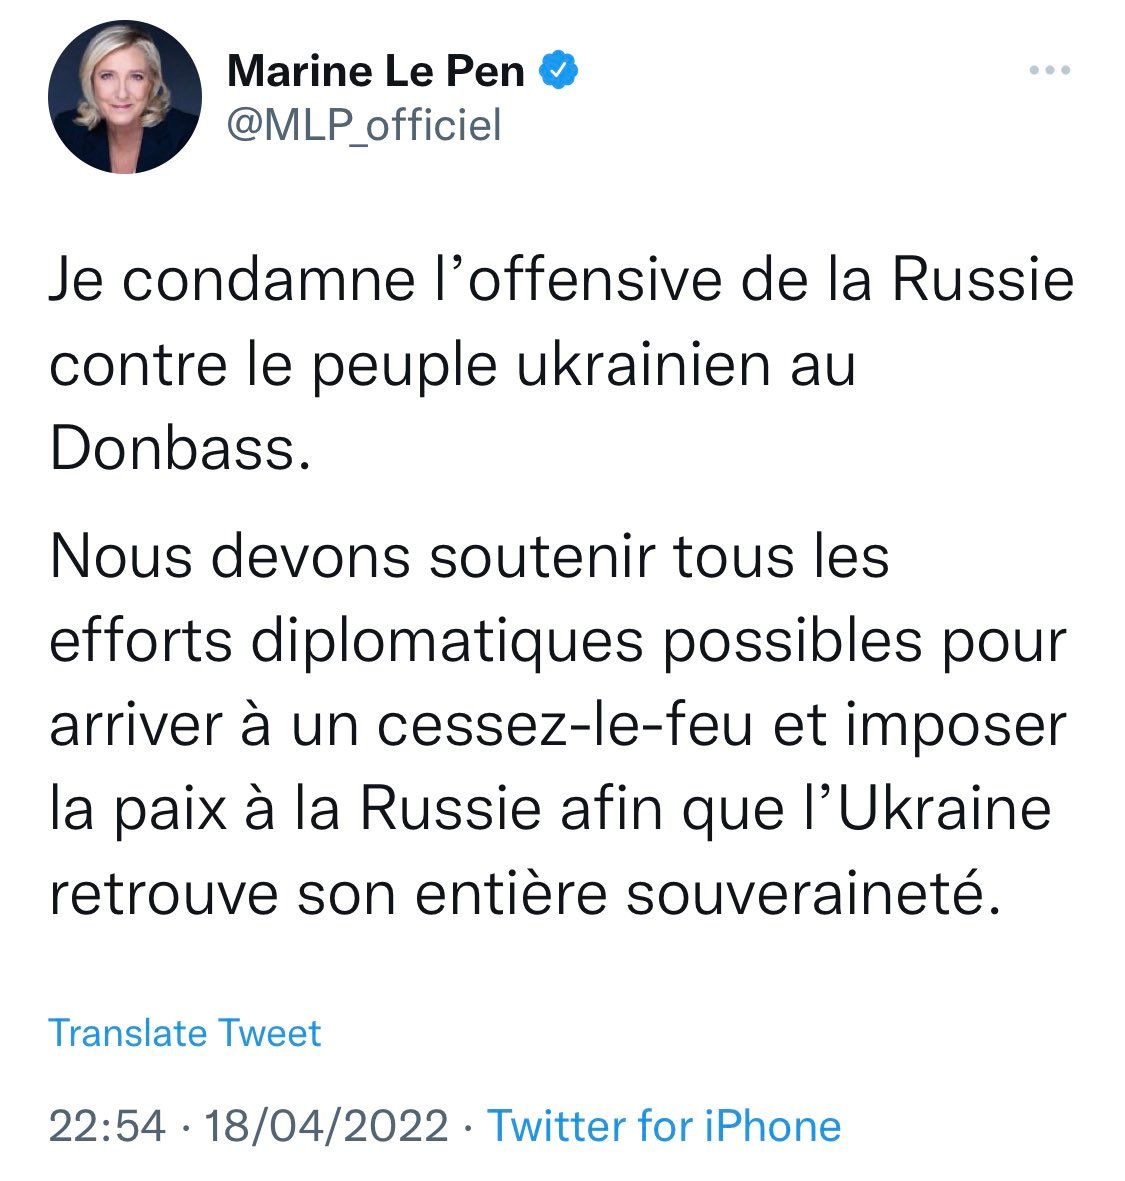 Marine Le Pen
@MLP_officiel
Je condamne l’offensive de la Russie
contre le peuple ukrainien au
Donbass.
Nous devons soutenir tous les
efforts diplomatiques possibles pour
arriver à un cessez-le-feu et imposer
la paix à la Russie afin que l’Ukraine
retrouve son entière souveraineté.
Translate Tweet
22:54 · 18/04/2022 · Twitter for iPhone